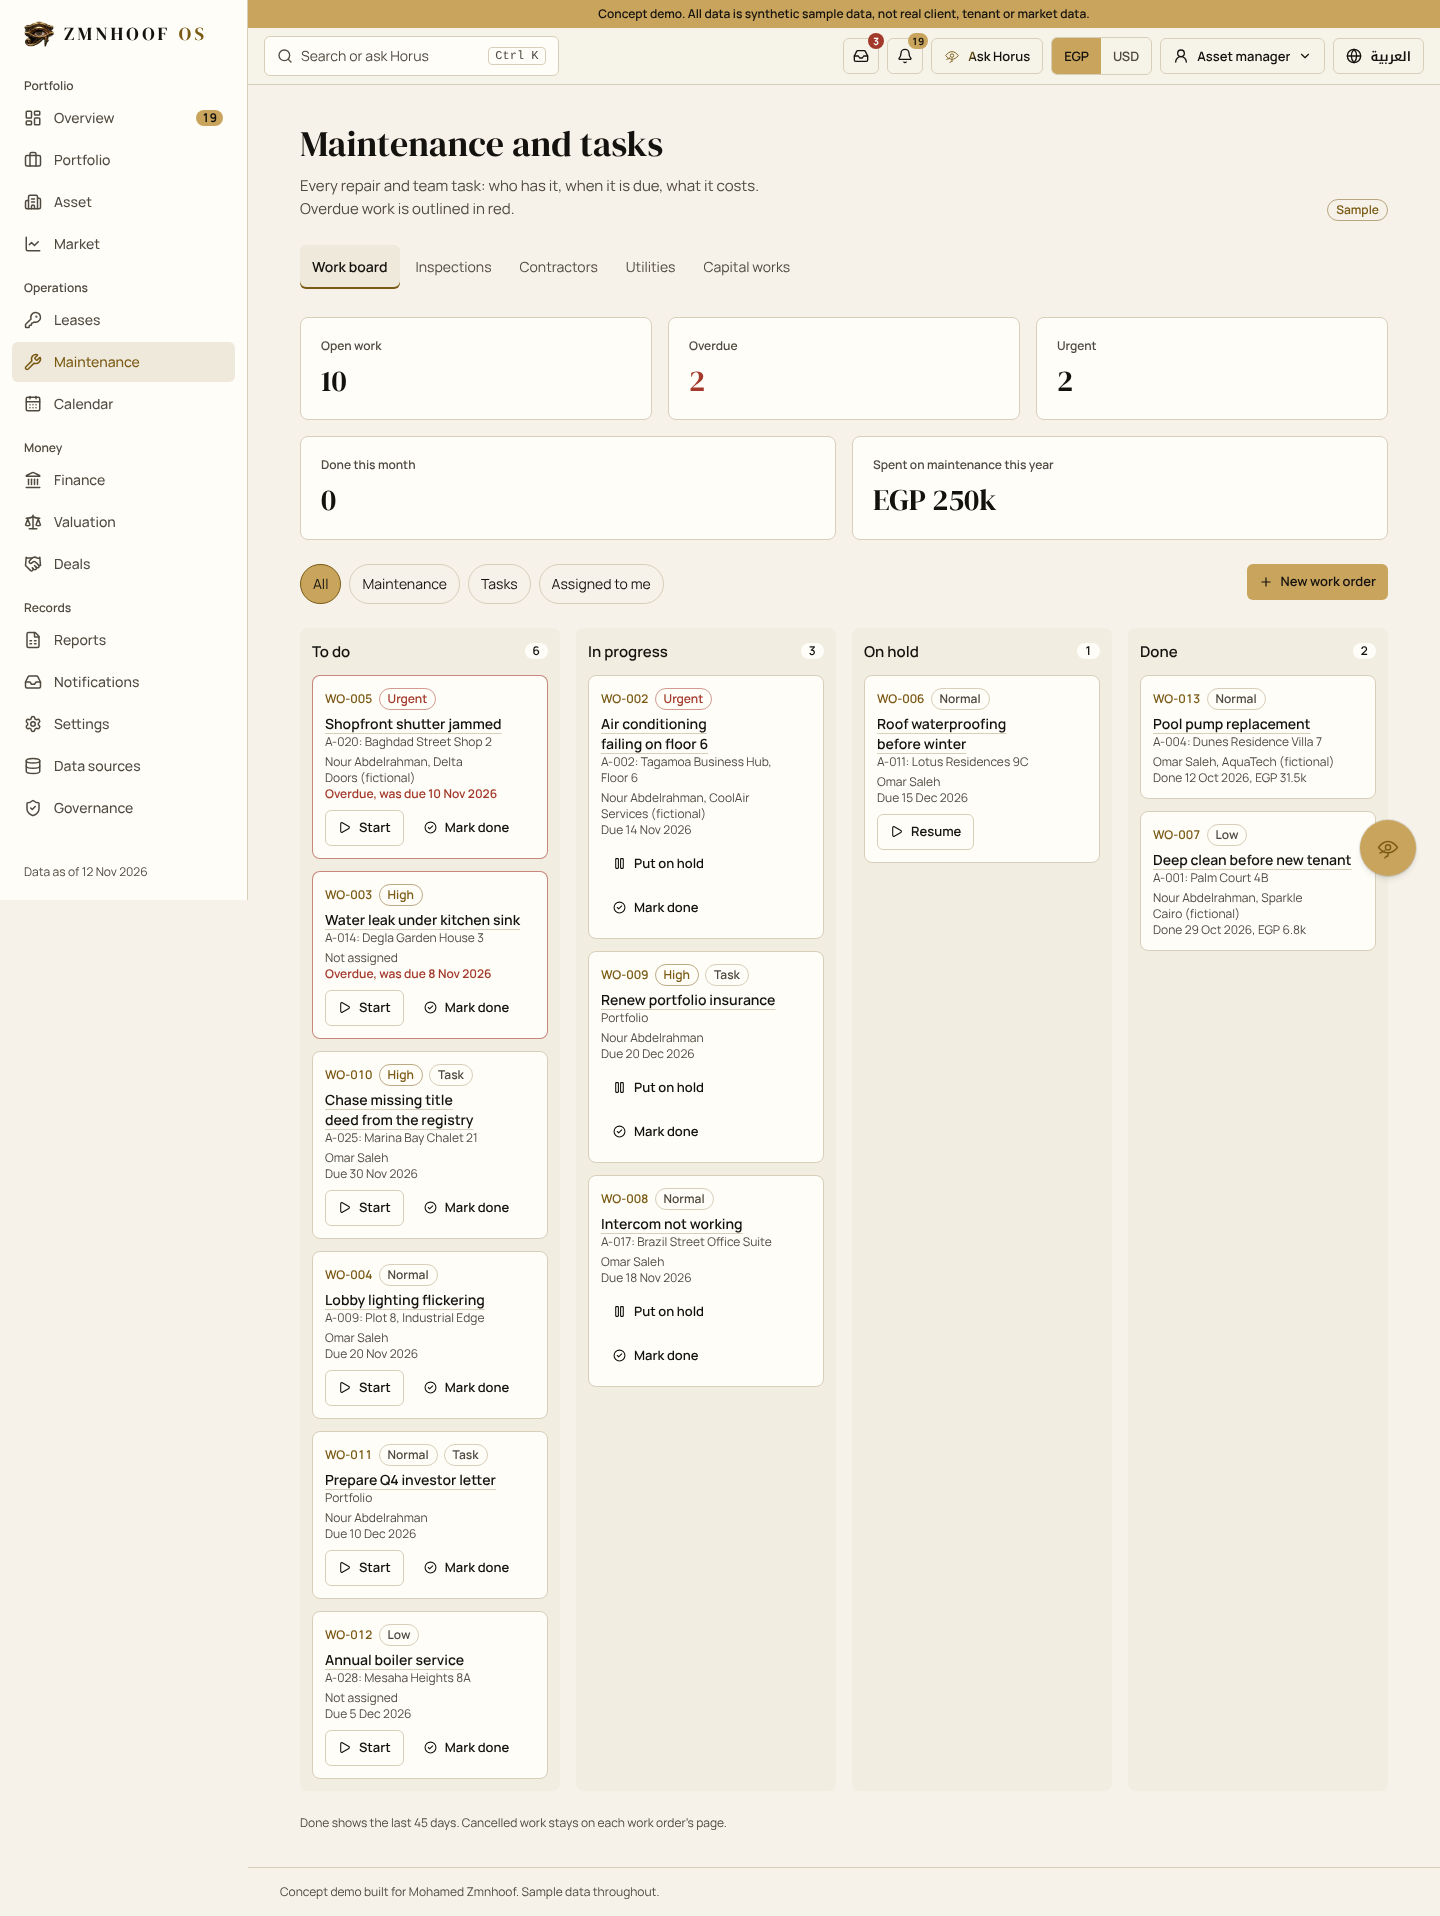 ZMNHOOF OS
Portfolio
Overview 19
Portfolio
Asset
Market
Operations
Leases
Maintenance
Calendar
Money
Finance
Valuation
Deals
Records
Reports
Notifications
Settings
Data sources
Governance
Data as of 12 Nov 2026
Concept demo. All data is synthetic sample data, not real client, tenant or market data.
Search or ask Horus Ctrl K
3
19
Ask Horus
EGP USD
Asset manager
العربية
Maintenance and tasks
Every repair and team task: who has it, when it is due, what it costs.
Overdue work is outlined in red.
Sample
Work board Inspections Contractors Utilities Capital works
Open work
10
Overdue
2
Urgent
2
Done this month
0
Spent on maintenance this year
EGP 250k
All Maintenance Tasks Assigned to me
New work order
To do 6
WO-005 Urgent
Shopfront shutter jammed
A-020: Baghdad Street Shop 2
Nour Abdelrahman, Delta
Doors (fictional)
Overdue, was due 10 Nov 2026
Start Mark done
WO-003 High
Water leak under kitchen sink
A-014: Degla Garden House 3
Not assigned
Overdue, was due 8 Nov 2026
Start Mark done
WO-010 High Task
Chase missing title
deed from the registry
A-025: Marina Bay Chalet 21
Omar Saleh
Due 30 Nov 2026
Start Mark done
WO-004 Normal
Lobby lighting flickering
A-009: Plot 8, Industrial Edge
Omar Saleh
Due 20 Nov 2026
Start Mark done
WO-011 Normal Task
Prepare Q4 investor letter
Portfolio
Nour Abdelrahman
Due 10 Dec 2026
Start Mark done
WO-012 Low
Annual boiler service
A-028: Mesaha Heights 8A
Not assigned
Due 5 Dec 2026
Start Mark done
In progress 3
WO-002 Urgent
Air conditioning
failing on floor 6
A-002: Tagamoa Business Hub,
Floor 6
Nour Abdelrahman, CoolAir
Services (fictional)
Due 14 Nov 2026
Put on hold
Mark done
WO-009 High Task
Renew portfolio insurance
Portfolio
Nour Abdelrahman
Due 20 Dec 2026
Put on hold
Mark done
WO-008 Normal
Intercom not working
A-017: Brazil Street Office Suite
Omar Saleh
Due 18 Nov 2026
Put on hold
Mark done
On hold 1
WO-006 Normal
Roof waterproofing
before winter
A-011: Lotus Residences 9C
Omar Saleh
Due 15 Dec 2026
Resume
Done 2
WO-013 Normal
Pool pump replacement
A-004: Dunes Residence Villa 7
Omar Saleh, AquaTech (fictional)
Done 12 Oct 2026, EGP 31.5k
WO-007 Low
Deep clean before new tenant
A-001: Palm Court 4B
Nour Abdelrahman, Sparkle
Cairo (fictional)
Done 29 Oct 2026, EGP 6.8k
Done shows the last 45 days. Cancelled work stays on each work order's page.
Concept demo built for Mohamed Zmnhoof. Sample data throughout.